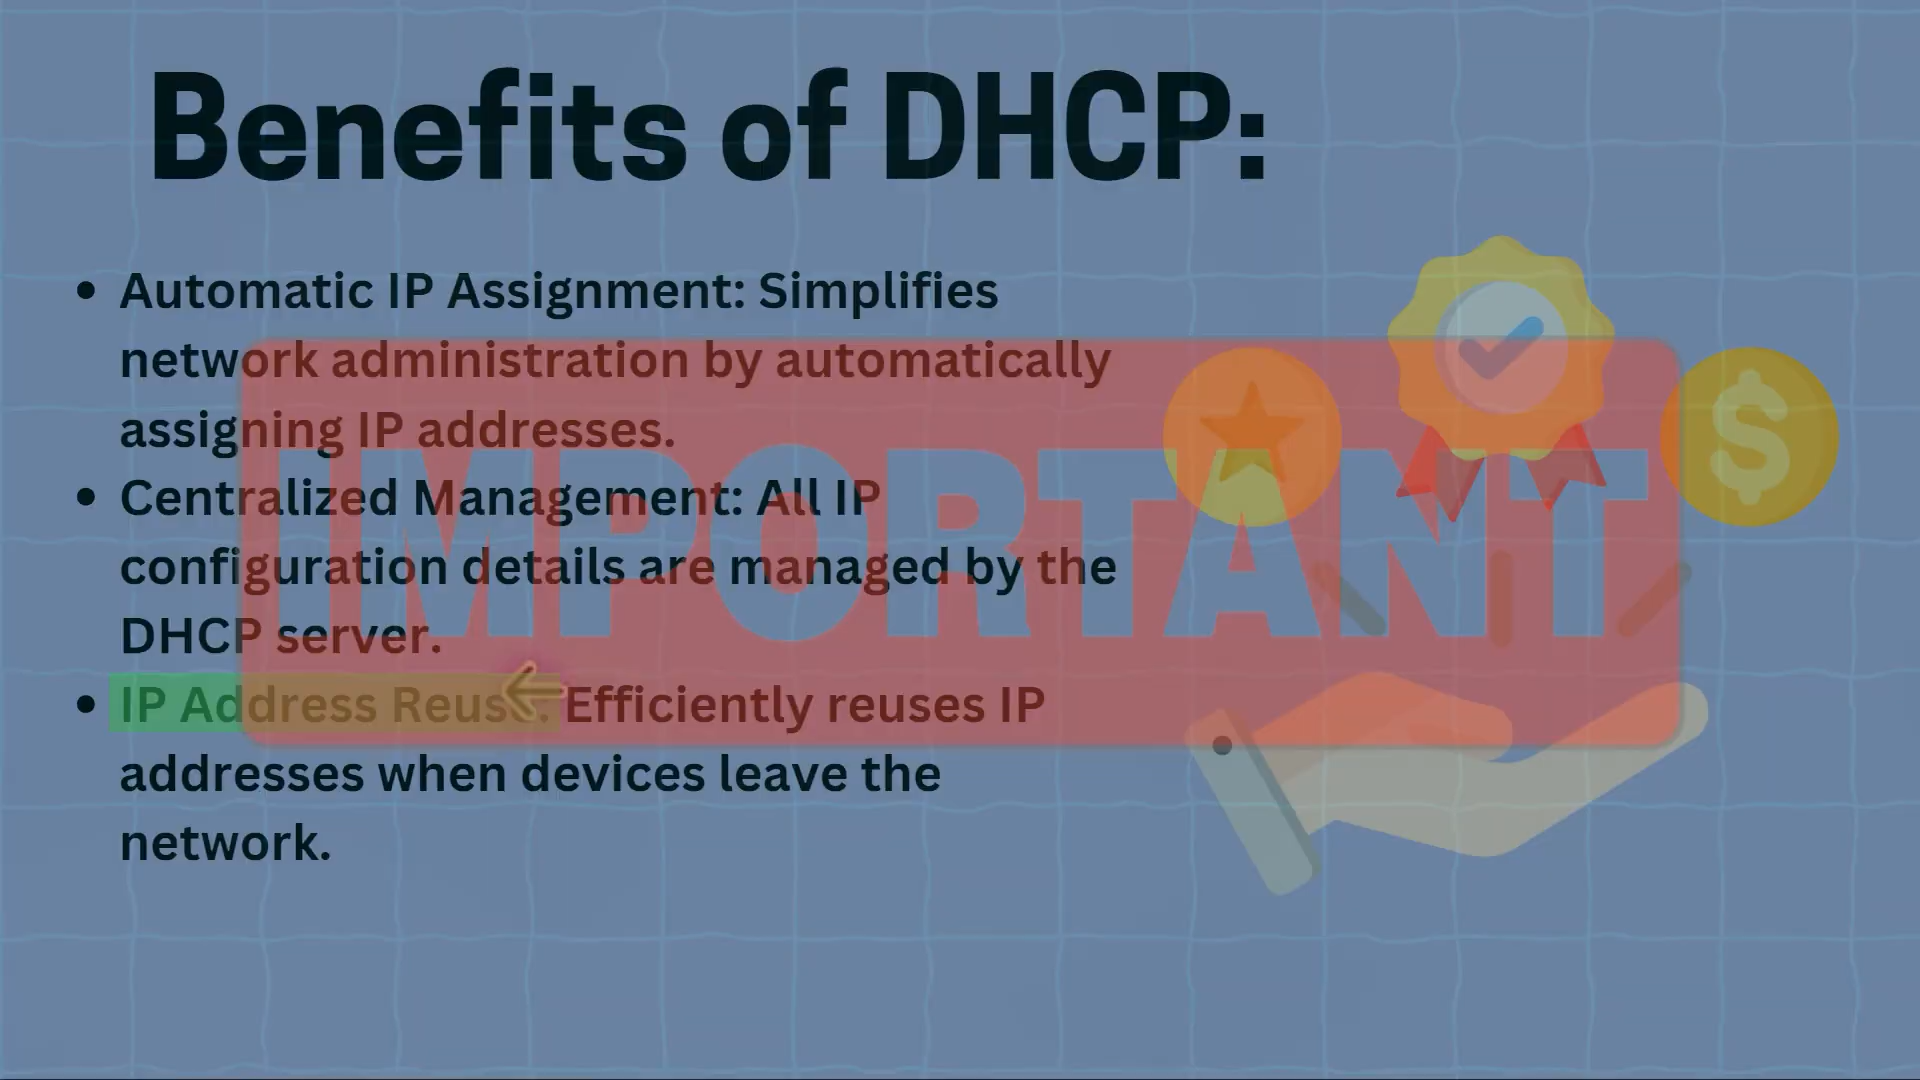 Benefits of DHCP:
• Automatic IP Assignment: Simplifies
network administration by automatically
assigning IP addresses.
• Centralized Management: All IP
configuration details are managed by the
DHCP server.
• IP Address Reuse: Efficiently reuses IP
addresses when devices leave the
network.
IMPORTANT
$